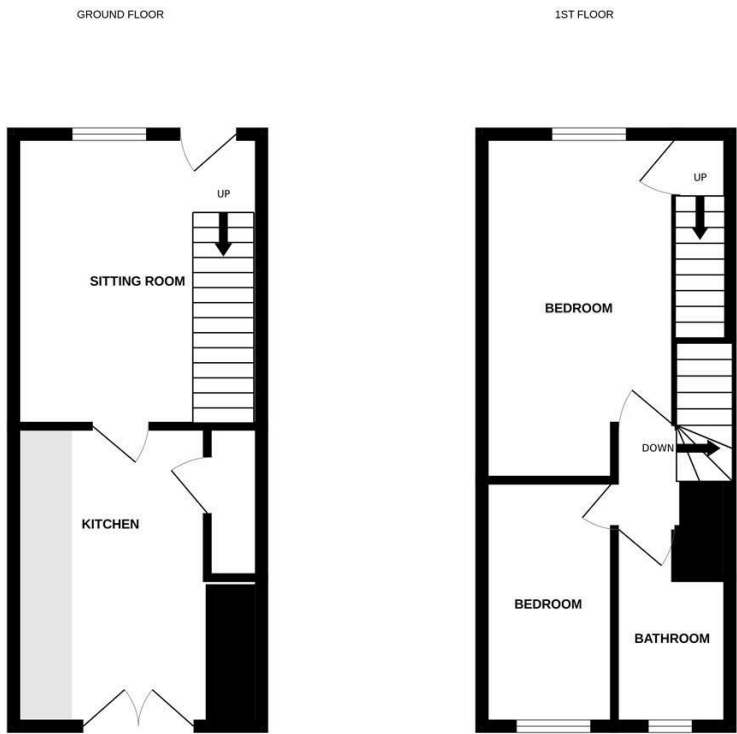 GROUND FLOOR
UP
SITTING ROOM
KITCHEN
1ST FLOOR
UP
BEDROOM
DOWN
BEDROOM
BATHROOM